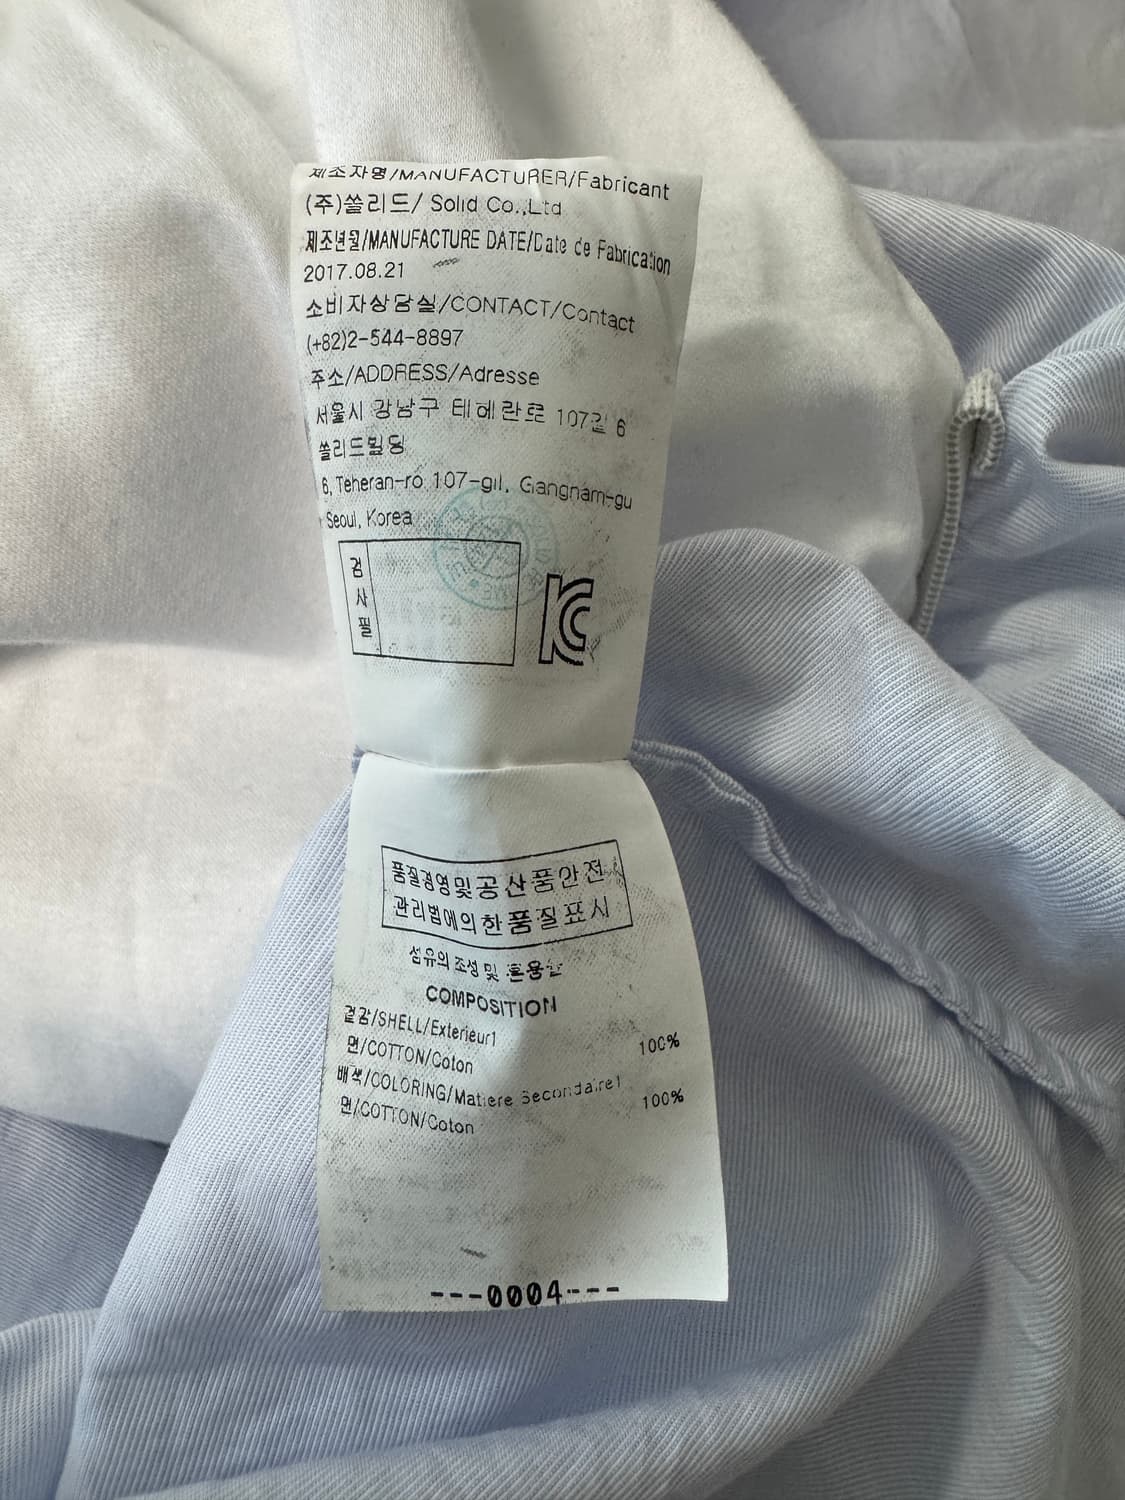 제조자명/MANUFACTURER/Fabricant
(주)쏠리드/ Solid Co.,Ltd
제조년월/MANUFACTURE DATE/Date de Fabrication
2017.08.21
소비자상담실/CONTACT/Contact
(+82)2-544-8897
주소/ADDRESS/Adresse
서울시 강남구 테헤란로 107길 6
쏠리드빌딩
6, Teheran-ro 107-gil, Gangnam-gu
Seoul, Korea
검사필
KC
품질경영및공산품안전
관리법에의한품질표시
섬유의 조성 및 혼용율
COMPOSITION
겉감/SHELL/Exterieur1
면/COTTON/Coton 100%
배색/COLORING/Matiere Secondaire1
면/COTTON/Coton 100%
---0004---